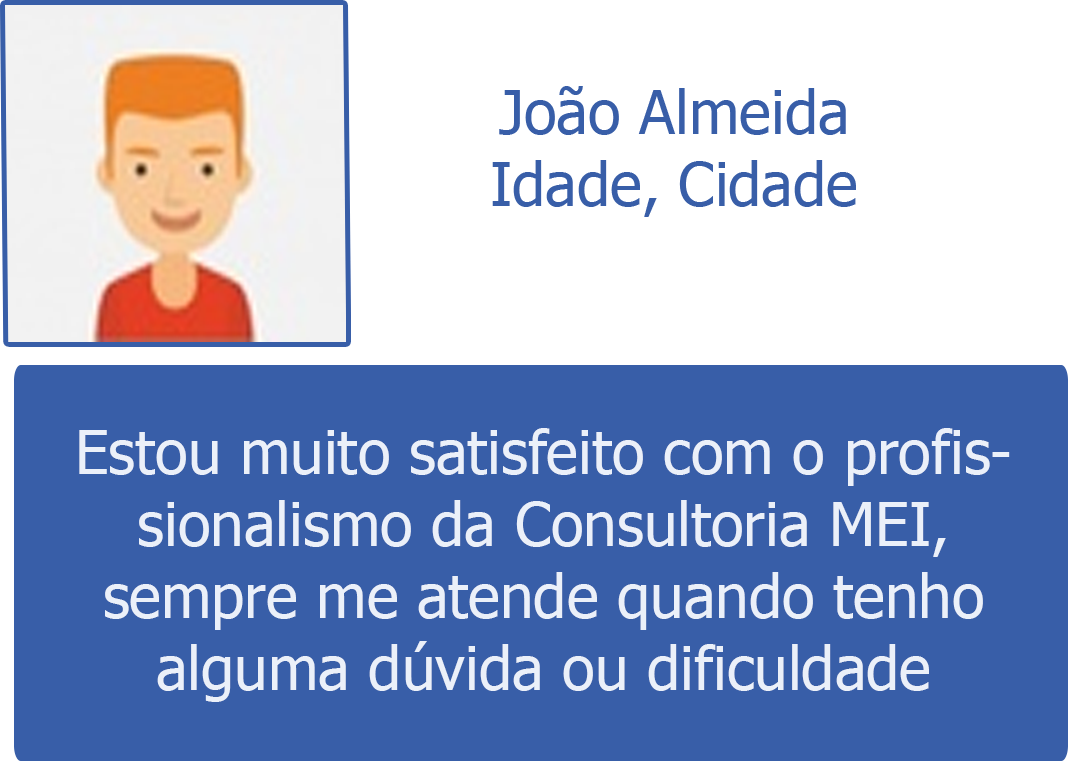 João Almeida
Idade, Cidade
Estou muito satisfeito com o profis-
sionalismo da Consultoria MEI,
sempre me atende quando tenho
alguma dúvida ou dificuldade